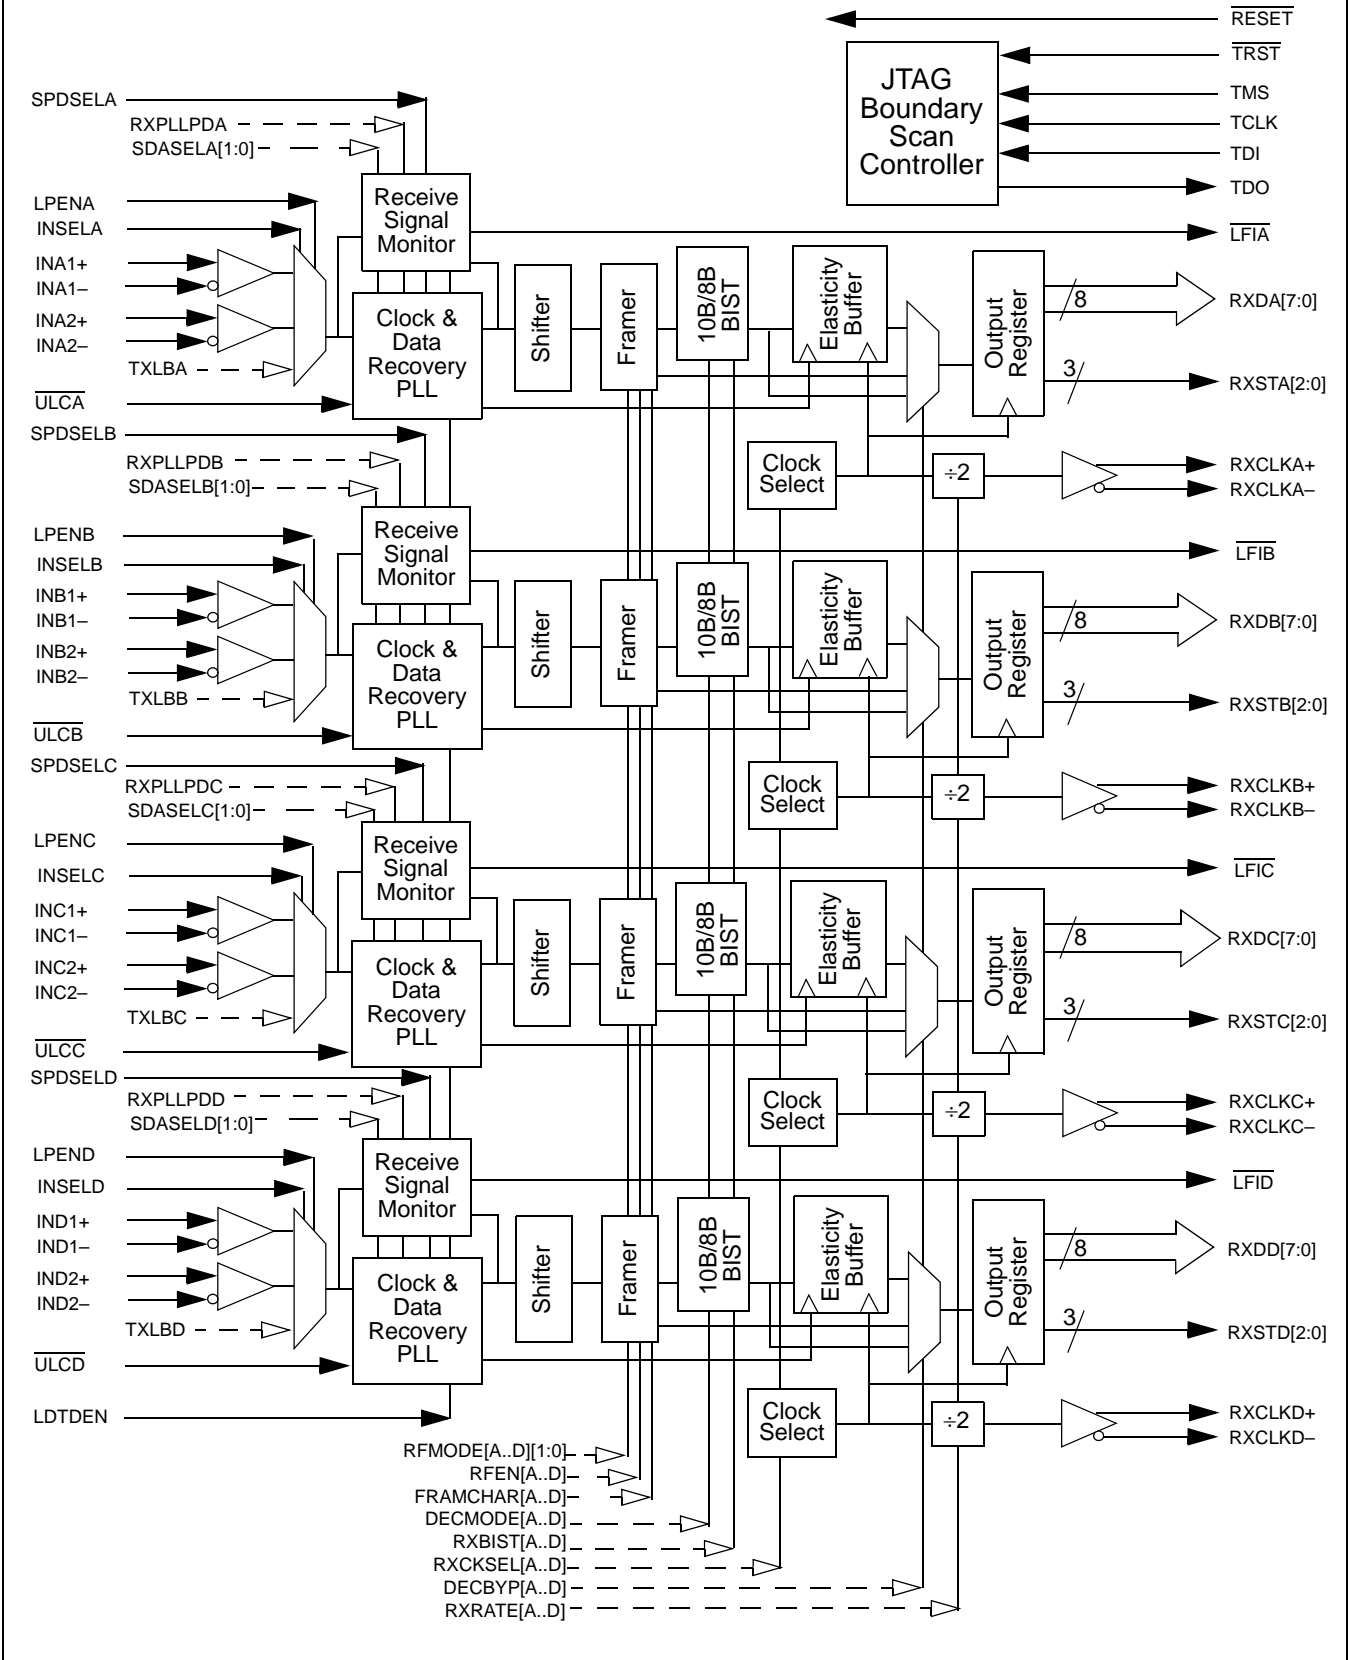 RESET
TRST
TMS
TCLK
TDI
TDO
JTAG
Boundary
Scan
Controller
SPDSELA
RXPLLPDA
SDASELA[1:0]
LPENA
INSELA
INA1+
INA1–
INA2+
INA2–
TXLBA
ULCA
Receive
Signal
Monitor
Clock &
Data
Recovery
PLL
Shifter
Framer
10B/8B
BIST
Elasticity
Buffer
Output
Register
Clock
Select
÷2
8
3
LFIA
RXDA[7:0]
RXSTA[2:0]
RXCLKA+
RXCLKA–
SPDSELB
RXPLLPDB
SDASELB[1:0]
LPENB
INSELB
INB1+
INB1–
INB2+
INB2–
TXLBB
ULCB
Receive
Signal
Monitor
Clock &
Data
Recovery
PLL
Shifter
Framer
10B/8B
BIST
Elasticity
Buffer
Output
Register
Clock
Select
÷2
8
3
LFIB
RXDB[7:0]
RXSTB[2:0]
RXCLKB+
RXCLKB–
SPDSELC
RXPLLPDC
SDASELC[1:0]
LPENC
INSELC
INC1+
INC1–
INC2+
INC2–
TXLBC
ULCC
Receive
Signal
Monitor
Clock &
Data
Recovery
PLL
Shifter
Framer
10B/8B
BIST
Elasticity
Buffer
Output
Register
Clock
Select
÷2
8
3
LFIC
RXDC[7:0]
RXSTC[2:0]
RXCLKC+
RXCLKC–
SPDSELD
RXPLLPDD
SDASELD[1:0]
LPEND
INSELD
IND1+
IND1–
IND2+
IND2–
TXLBD
ULCD
Receive
Signal
Monitor
Clock &
Data
Recovery
PLL
Shifter
Framer
10B/8B
BIST
Elasticity
Buffer
Output
Register
Clock
Select
÷2
8
3
LFID
RXDD[7:0]
RXSTD[2:0]
RXCLKD+
RXCLKD–
LDTDEN
RFMODE[A..D][1:0]
RFEN[A..D]
FRAMCHAR[A..D]
DECMODE[A..D]
RXBIST[A..D]
RXCKSEL[A..D]
DECBYP[A..D]
RXRATE[A..D]